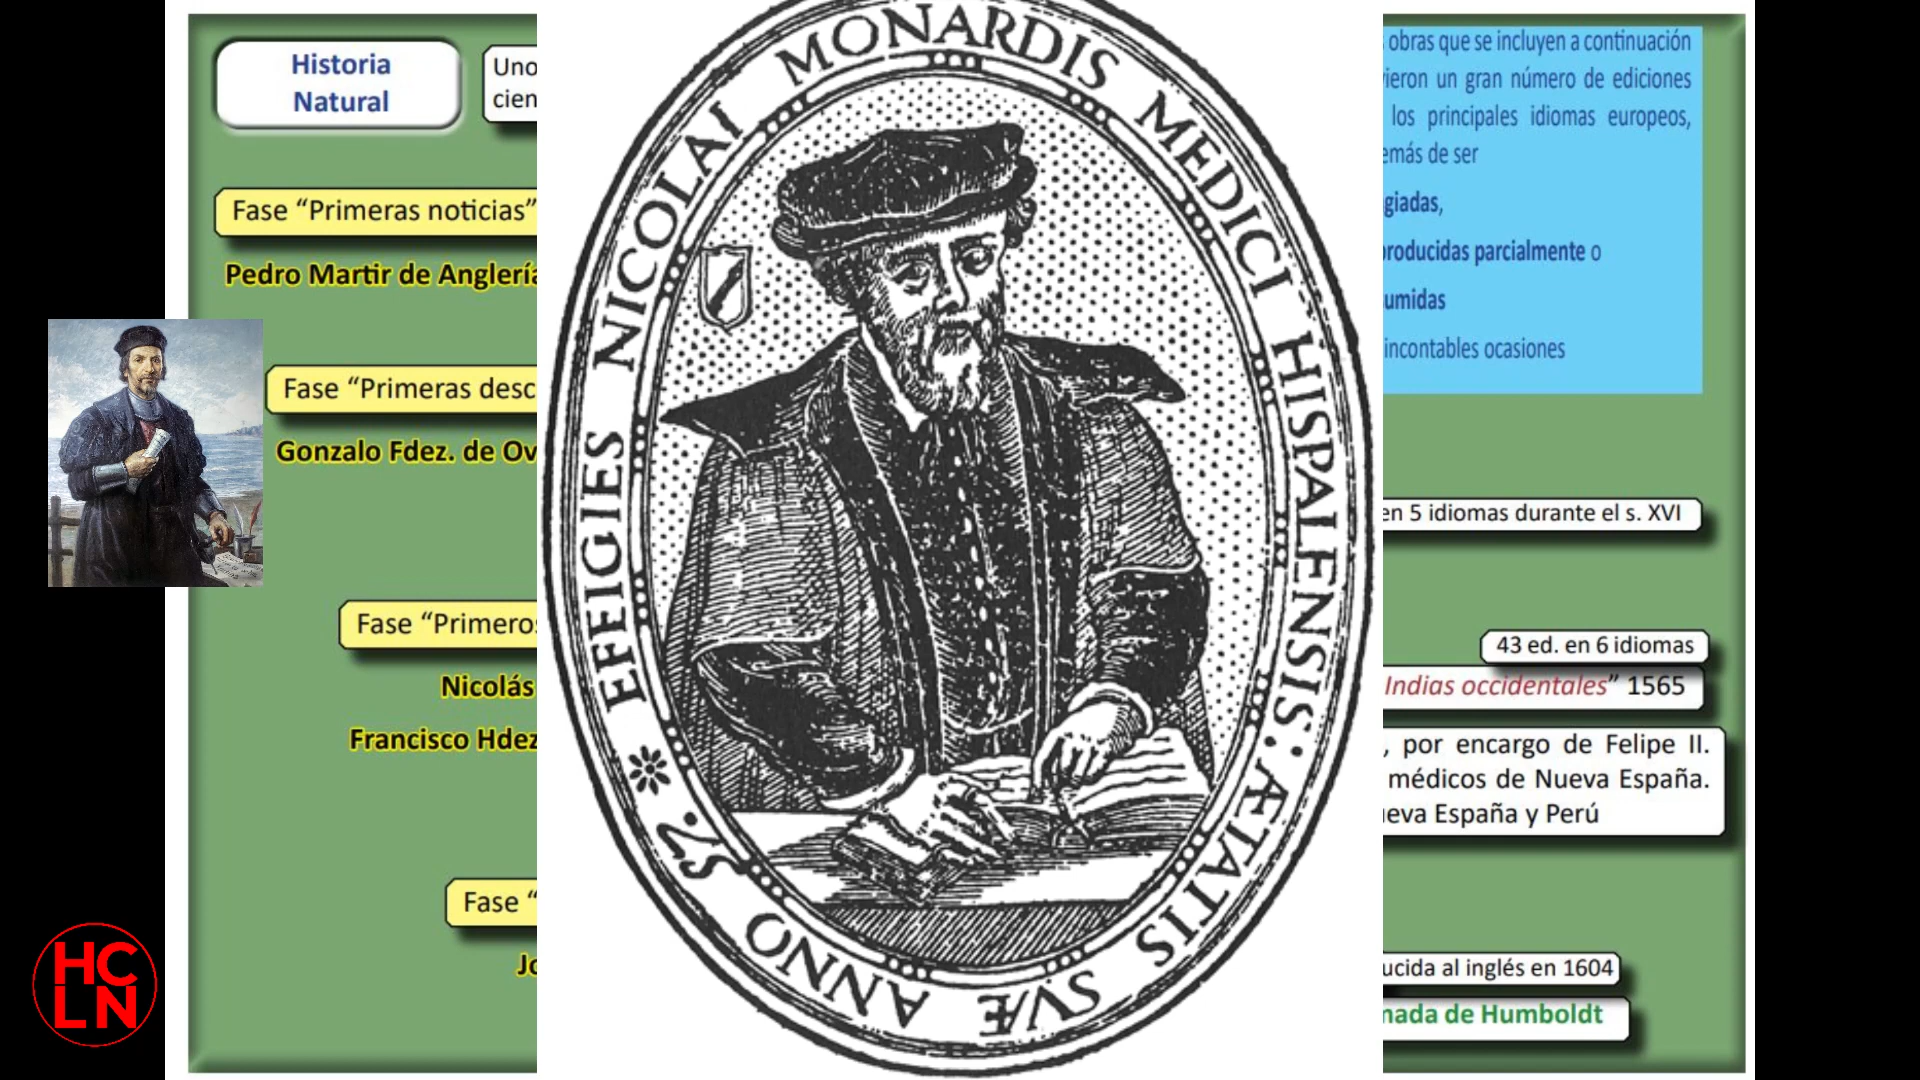 Historia
Natural
Uno
cien
Fase “Primeras noticias”
Pedro Martir de Anglería
Fase “Primeras desc
Gonzalo Fdez. de Ov
Fase “Primeros
Nicolás
Francisco Hdez
Fase “
Jo
EFFIGIES NICOLAI MONARDIS MEDICI HISPALENSIS: ÆTATIS SVÆ ANNO 57.
obras que se incluyen a continuación
vieron un gran número de ediciones
los principales idiomas europeos,
emás de ser
giadas,
producidas parcialmente o
sumidas
incontables ocasiones
en 5 idiomas durante el s. XVI
43 ed. en 6 idiomas
Indias occidentales” 1565
, por encargo de Felipe II.
médicos de Nueva España.
ueva España y Perú
ucida al inglés en 1604
mada de Humboldt
HC
LN